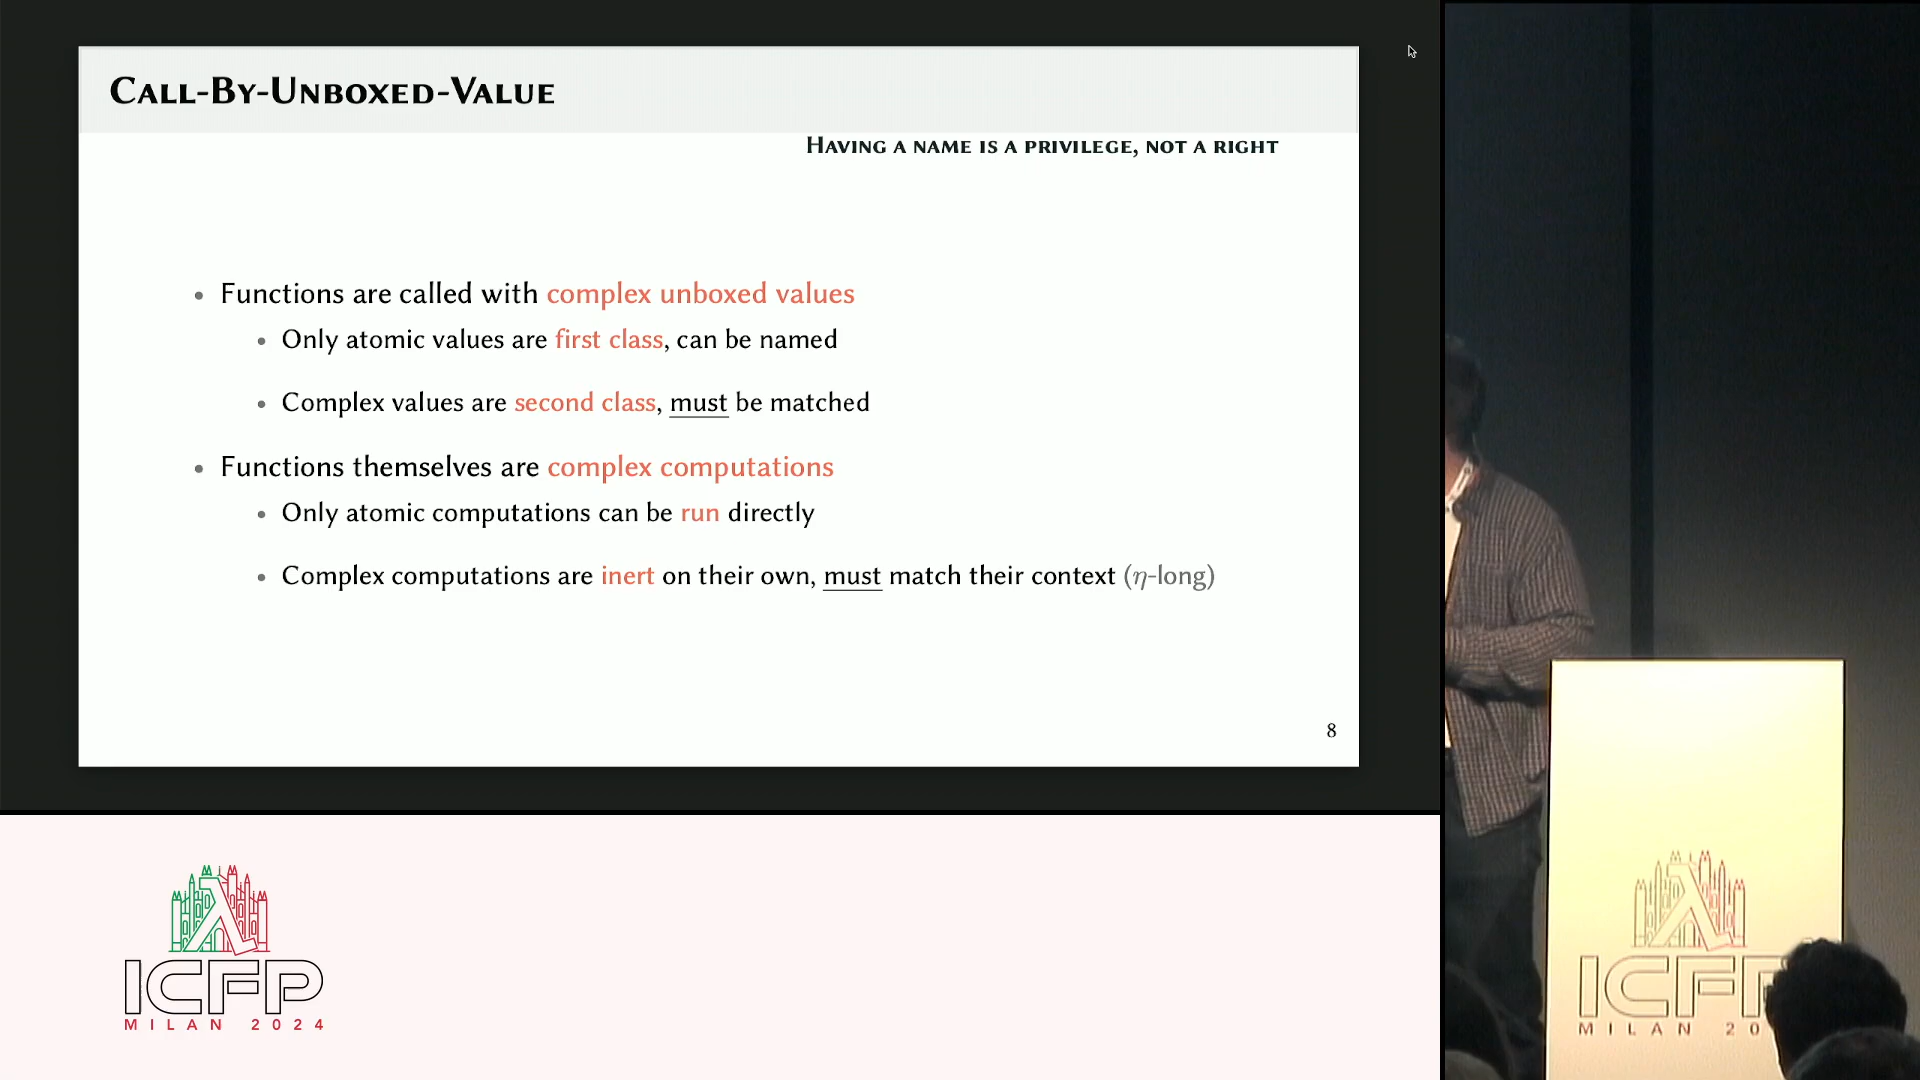 Call-By-Unboxed-Value
Having a name is a privilege, not a right
• Functions are called with complex unboxed values
• Only atomic values are first class, can be named
• Complex values are second class, must be matched
• Functions themselves are complex computations
• Only atomic computations can be run directly
• Complex computations are inert on their own, must match their context (η-long)
8
ICFP
MILAN 2024
ICFP
MILAN 20